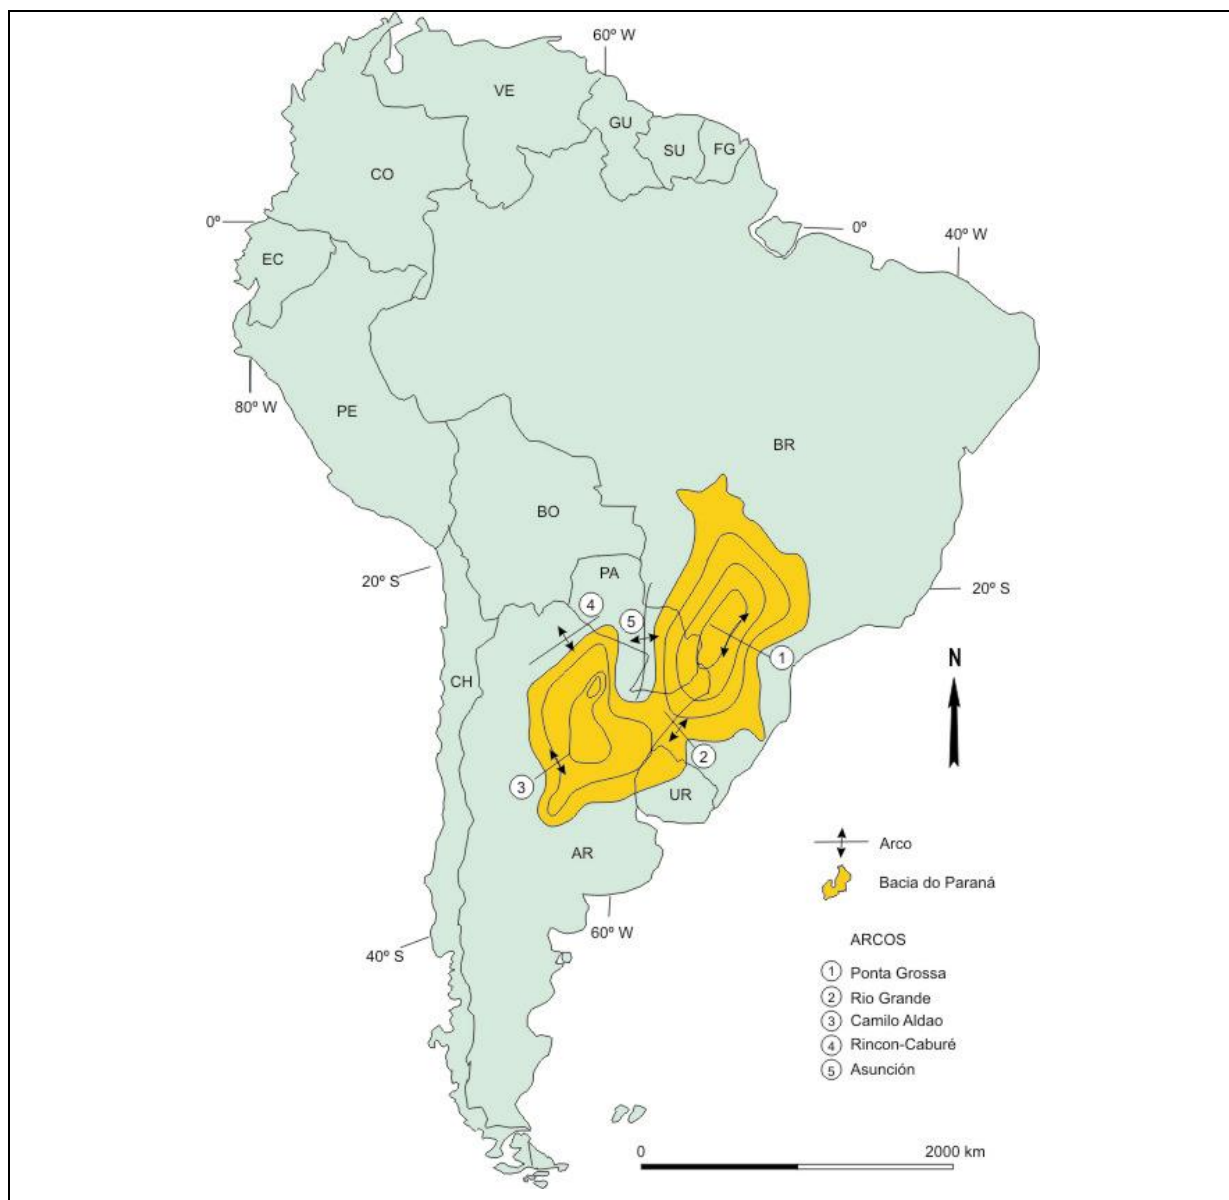 60º W
VE
GU
SU
FG
CO
0º
0º
40º W
EC
80º W
PE
BR
BO
20º S
PA
20º S
4
5
1
N
CH
2
3
UR
AR
Arco
Bacia do Paraná
60º W
40º S
ARCOS
1 Ponta Grossa
2 Rio Grande
3 Camilo Aldao
4 Rincon-Caburé
5 Asunción
0 2000 km